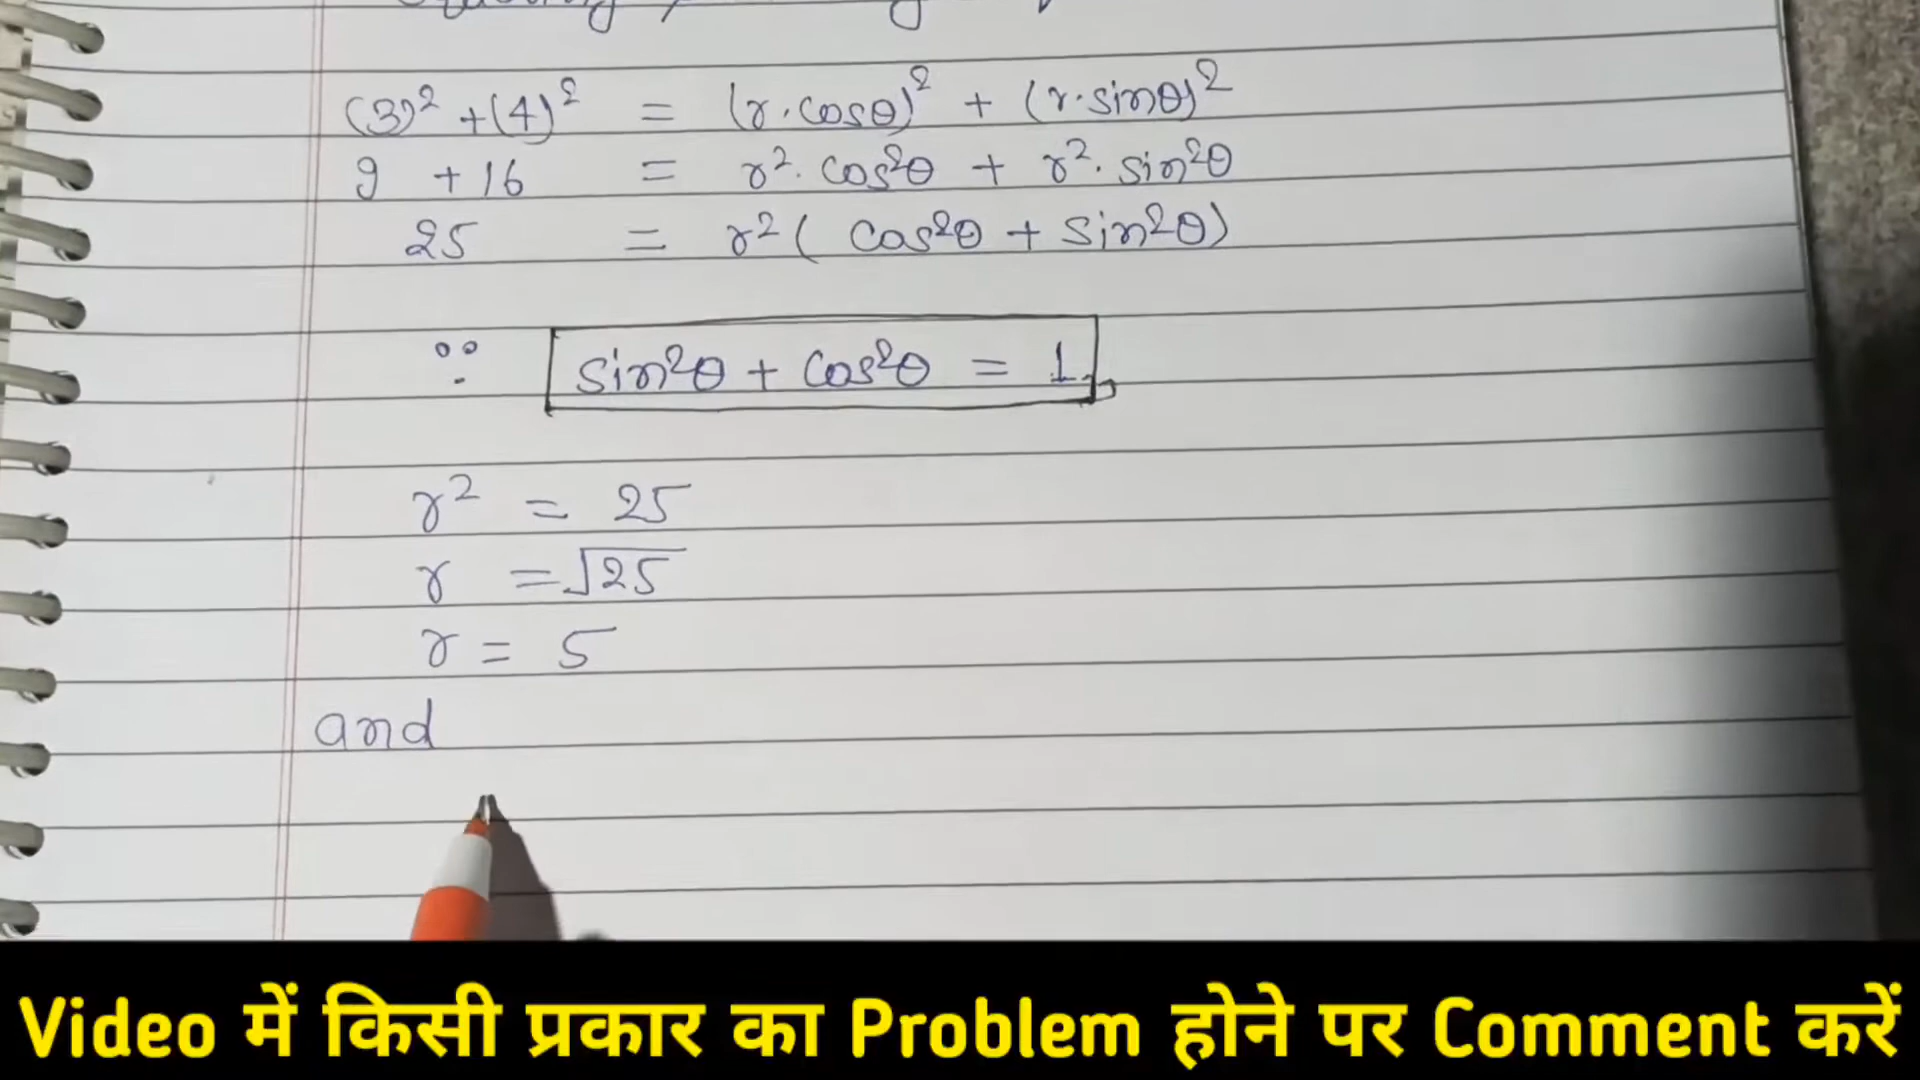 (3)² + (4)² = (r·cosθ)² + (r·sinθ)²
9 + 16 = r²·cos²θ + r²·sin²θ
25 = r²(cos²θ + sin²θ)
∵ sin²θ + cos²θ = 1
r² = 25
r = √25
r = 5
and
Video में किसी प्रकार का Problem होने पर Comment करें